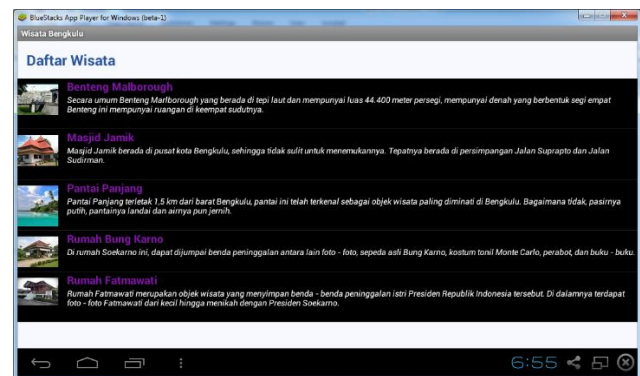 BlueStacks App Player for Windows (beta-1)
Wisata Bengkulu
Daftar Wisata
Benteng Malborough
Secara umum Benteng Marlborough yang berada di tepi laut dan mempunyai luas 44.400 meter persegi, mempunyai denah yang berbentuk segi empat
Benteng ini mempunyai ruangan di keempat sudutnya.
Masjid Jamik
Masjid Jamik berada di pusat kota Bengkulu, sehingga tidak sulit untuk menemukannya. Tepatnya berada di persimpangan Jalan Suprapto dan Jalan
Sudirman.
Pantai Panjang
Pantai Panjang terletak 1,5 km dari barat Bengkulu, pantai ini telah terkenal sebagai objek wisata paling diminati di Bengkulu. Bagaimana tidak, pasirnya
putih, pantainya landai dan airnya pun jernih.
Rumah Bung Karno
Di rumah Soekarno ini, dapat dijumpai benda peninggalan antara lain foto - foto, sepeda asli Bung Karno, kostum tonil Monte Carlo, perabot, dan buku - buku.
Rumah Fatmawati
Rumah Fatmawati merupakan objek wisata yang menyimpan benda - benda peninggalan istri Presiden Republik Indonesia tersebut. Di dalamnya terdapat
foto - foto Fatmawati dari kecil hingga menikah dengan Presiden Soekarno.
6:55